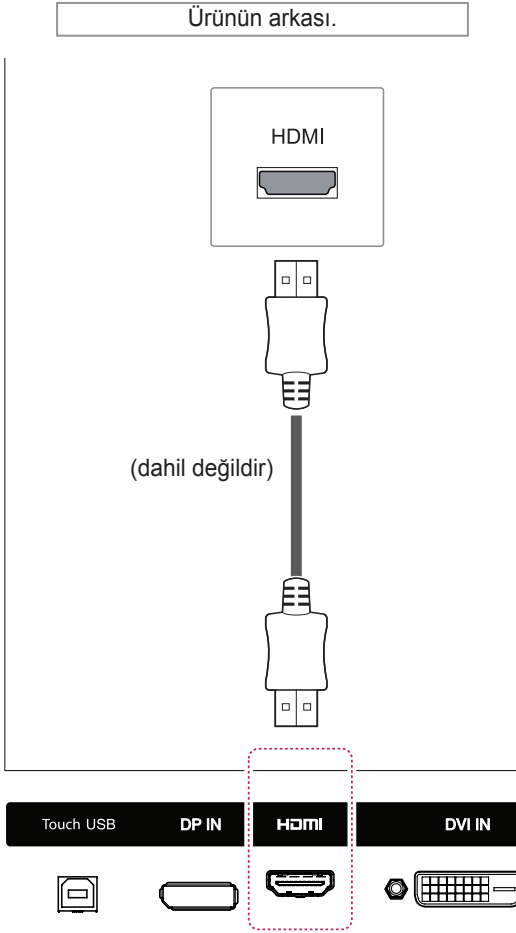 Ürünün arkası.
HDMI
(dahil değildir)
Touch USB DP IN HDMI DVI IN